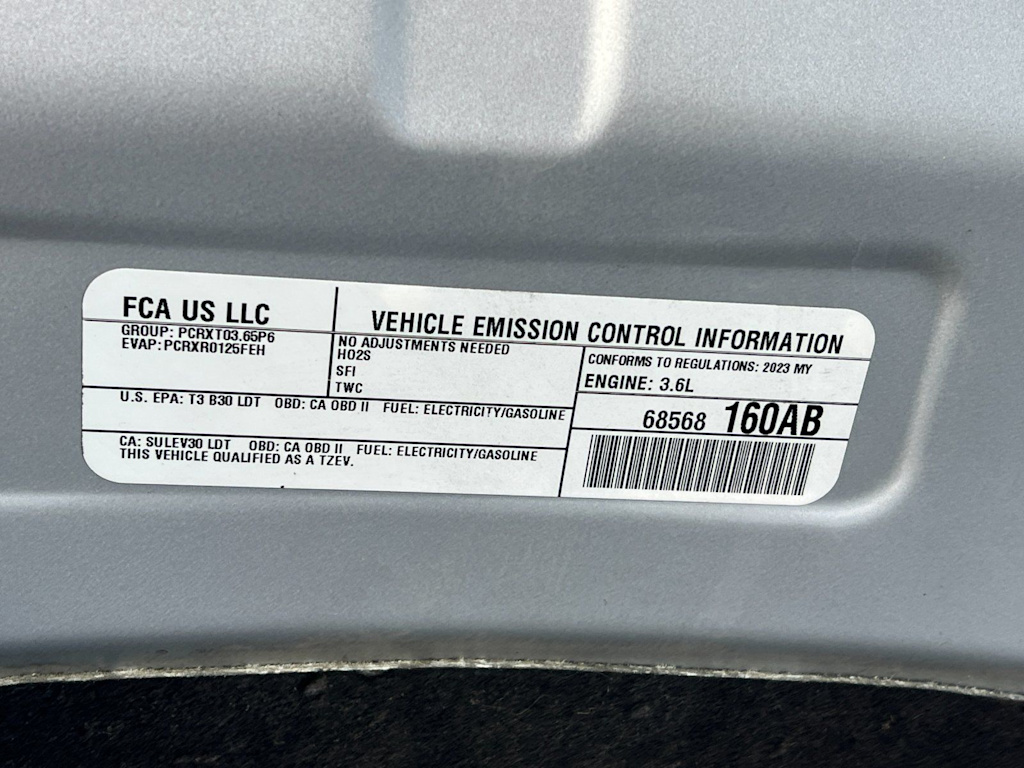 FCA US LLC
VEHICLE EMISSION CONTROL INFORMATION
GROUP: PCRXT03.65P6
EVAP: PCRXR0125FEH
NO ADJUSTMENTS NEEDED
HO2S
SFI
TWC
CONFORMS TO REGULATIONS: 2023 MY
ENGINE: 3.6L
U.S. EPA: T3 B30 LDT OBD: CA OBD II FUEL: ELECTRICITY/GASOLINE
68568 160AB
CA: SULEV30 LDT OBD: CA OBD II FUEL: ELECTRICITY/GASOLINE
THIS VEHICLE QUALIFIED AS A TZEV.